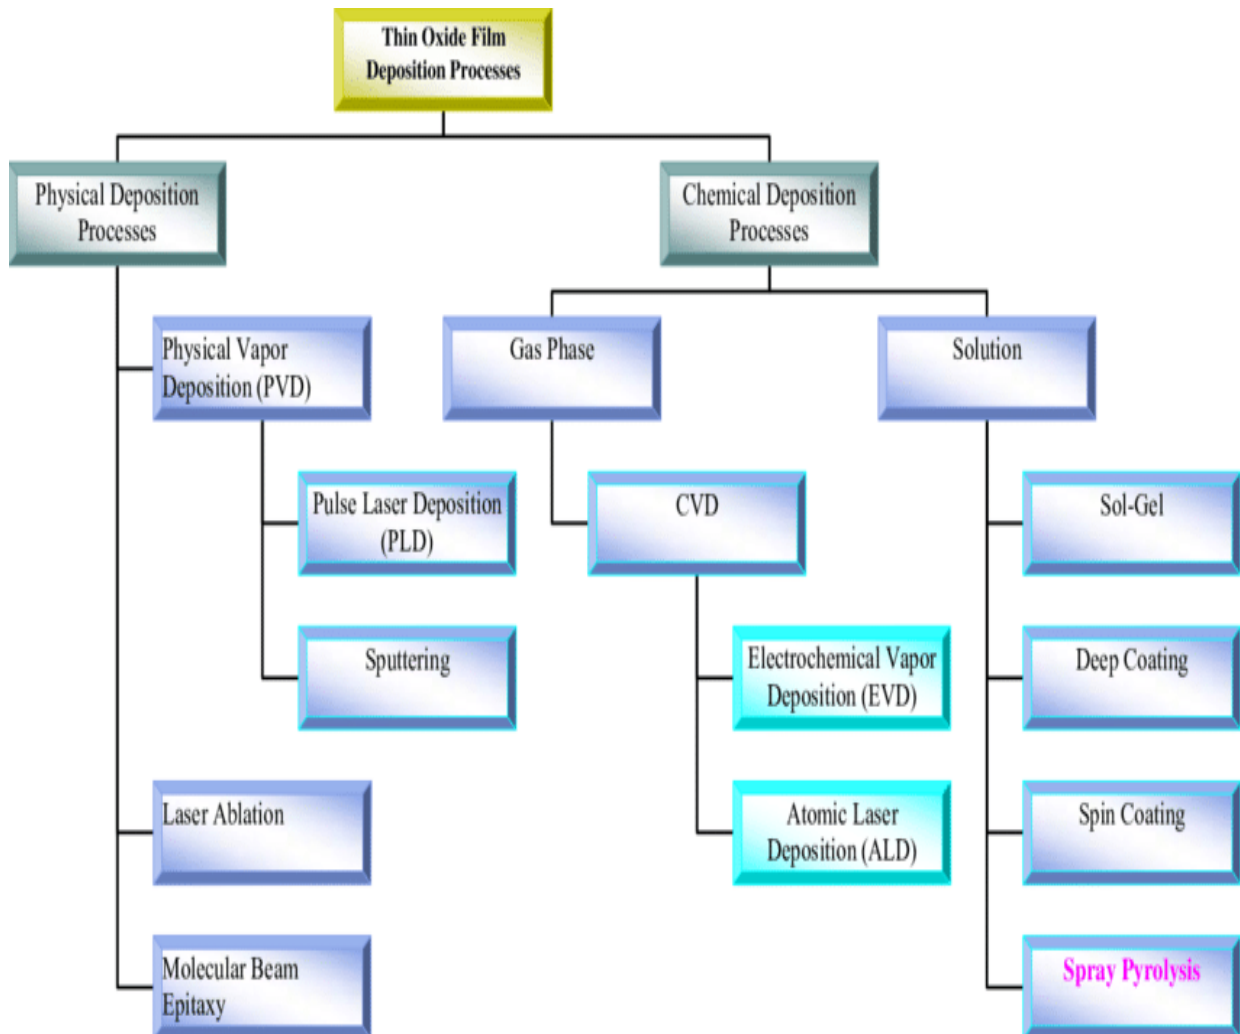 Thin Oxide Film
Deposition Processes
Physical Deposition
Processes
Chemical Deposition
Processes
Physical Vapor
Deposition (PVD)
Gas Phase
Solution
Pulse Laser Deposition
(PLD)
CVD
Sol-Gel
Sputtering
Electrochemical Vapor
Deposition (EVD)
Deep Coating
Laser Ablation
Atomic Laser
Deposition (ALD)
Spin Coating
Molecular Beam
Epitaxy
Spray Pyrolysis